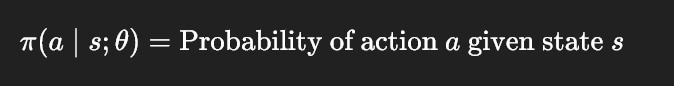 π(a | s; θ) = Probability of action a given state s